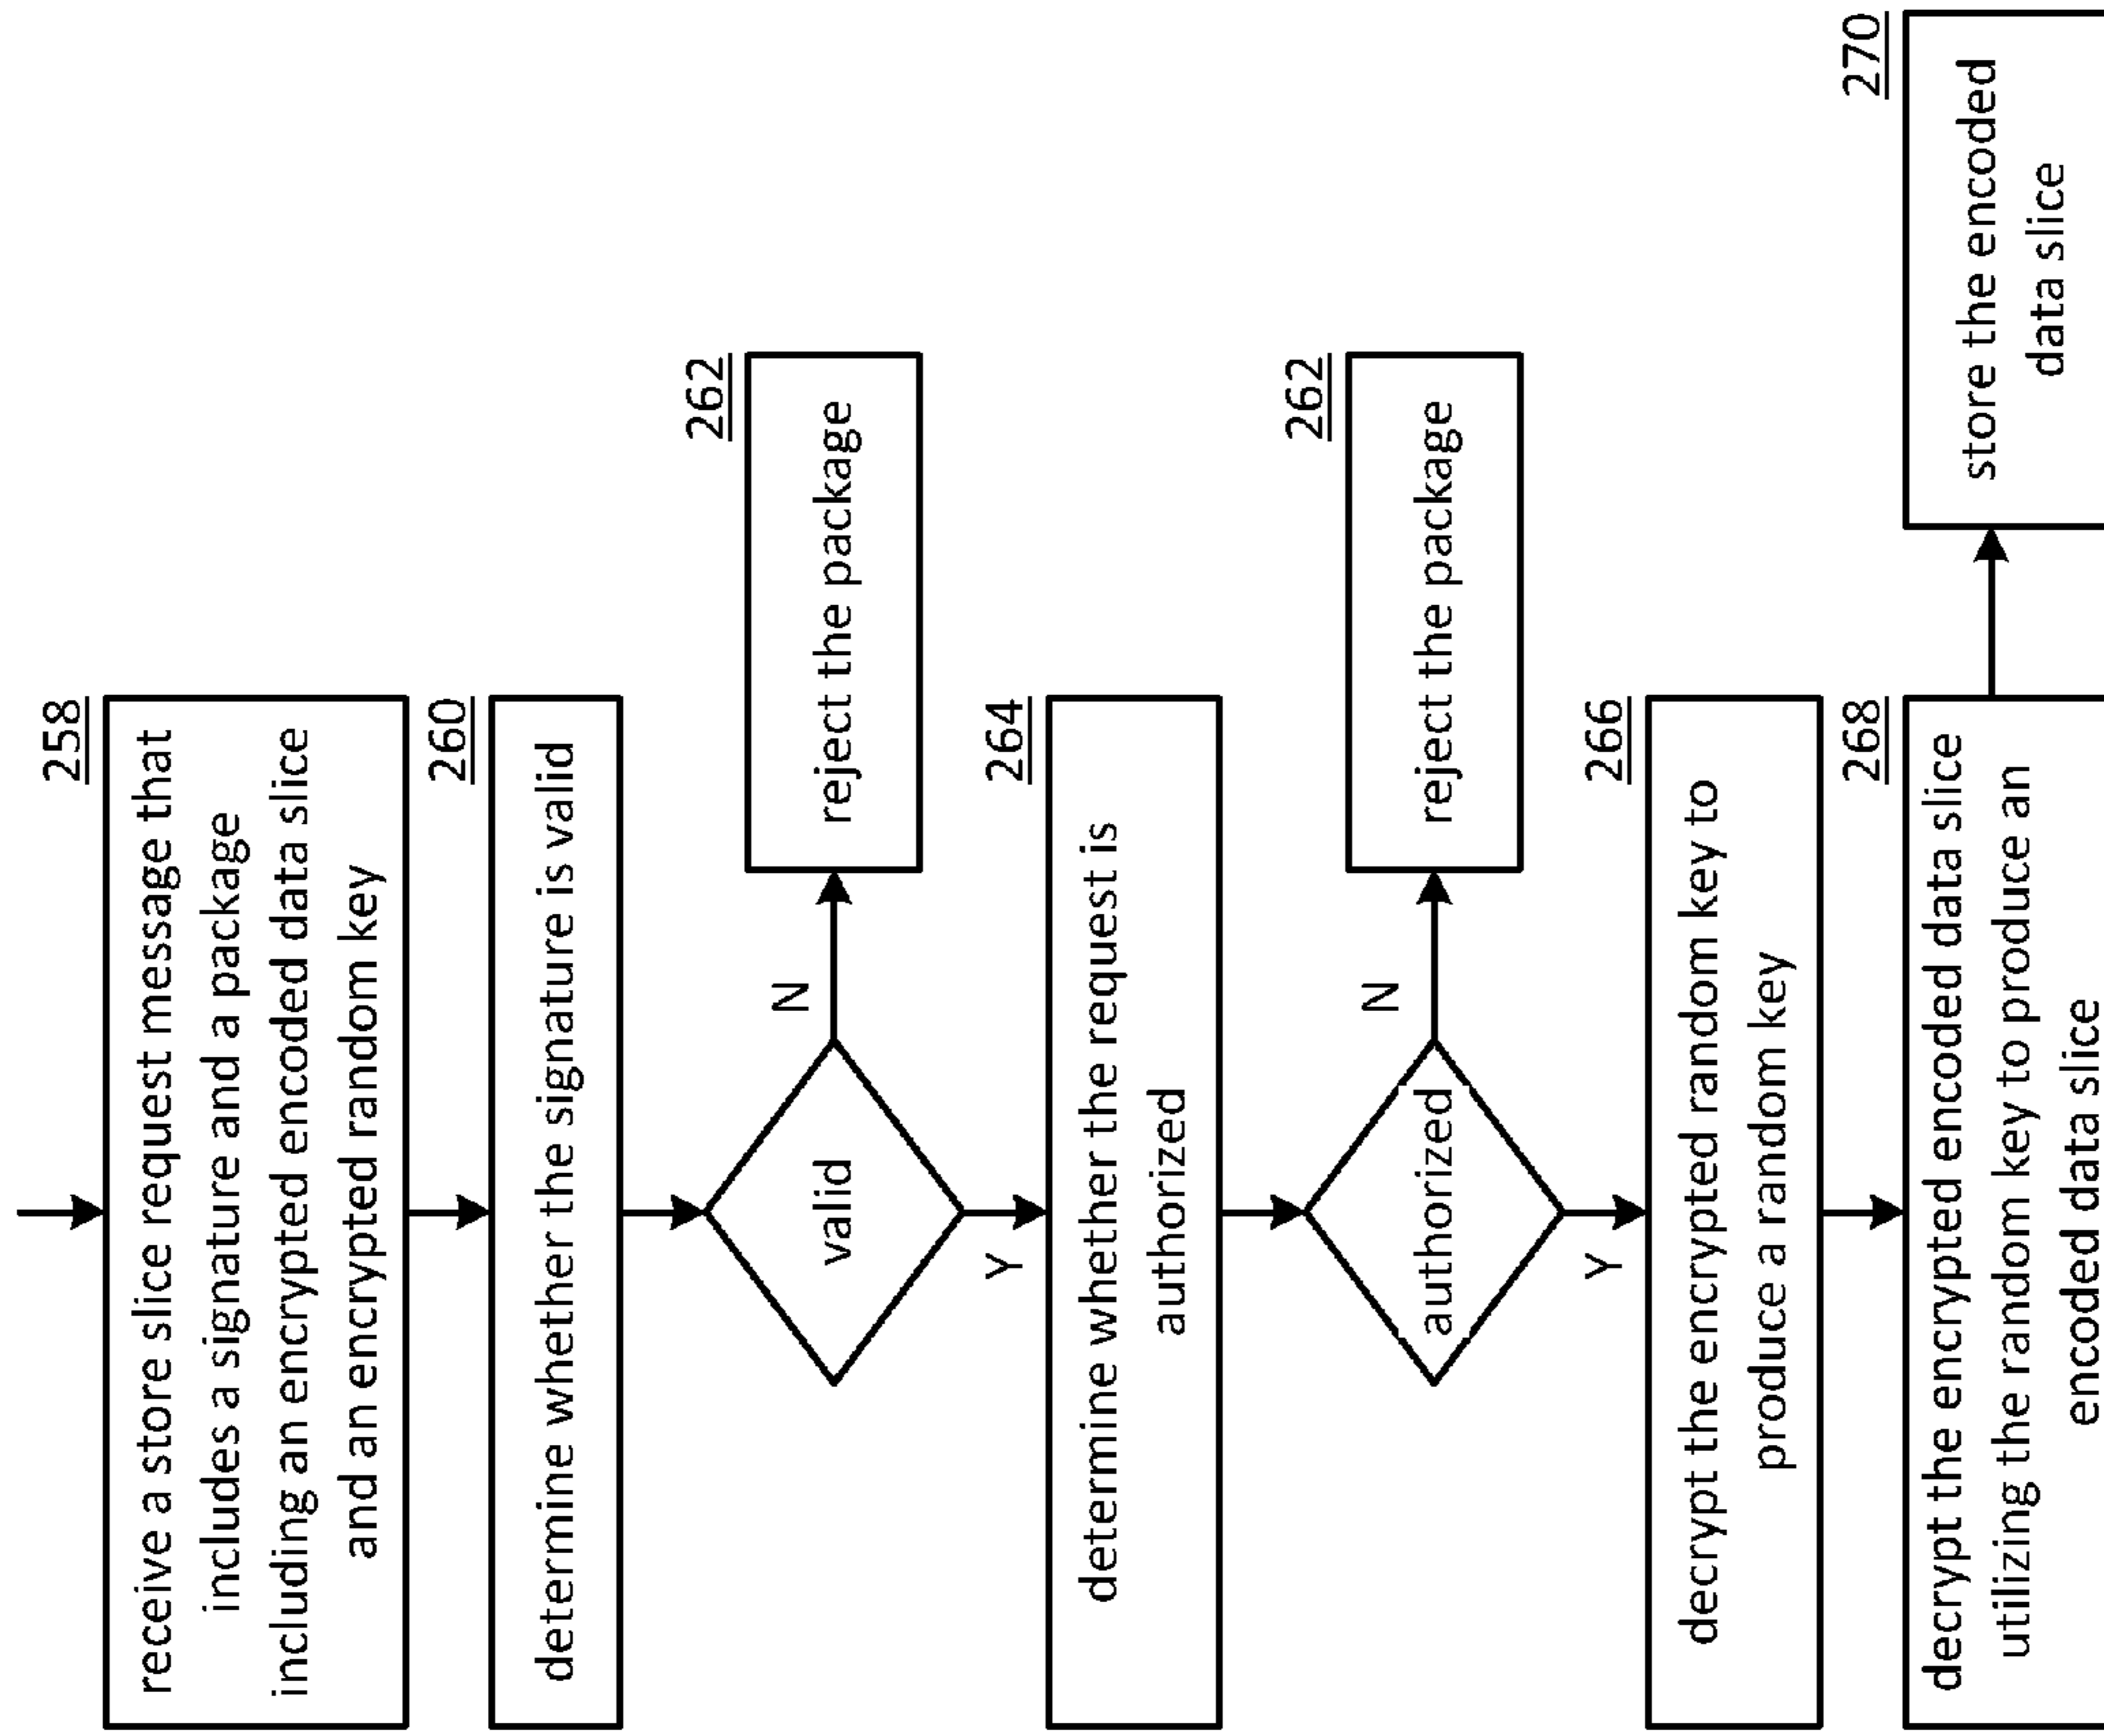 258
receive a store slice request message that
includes a signature and a package
including an encrypted encoded data slice
and an encrypted random key
260
determine whether the signature is valid
valid
N
262
reject the package
Y
264
determine whether the request is
authorized
authorized
N
262
reject the package
Y
266
decrypt the encrypted random key to
produce a random key
268
decrypt the encrypted encoded data slice
utilizing the random key to produce an
encoded data slice
270
store the encoded
data slice